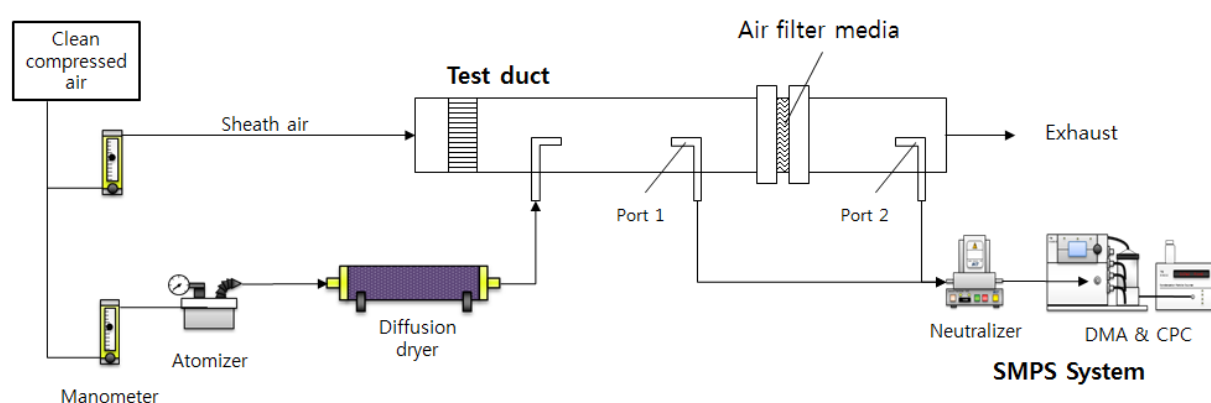 Clean
compressed
air
Sheath air
Test duct
Air filter media
Exhaust
Port 1
Port 2
Manometer
Atomizer
Diffusion
dryer
Neutralizer
DMA & CPC
SMPS System